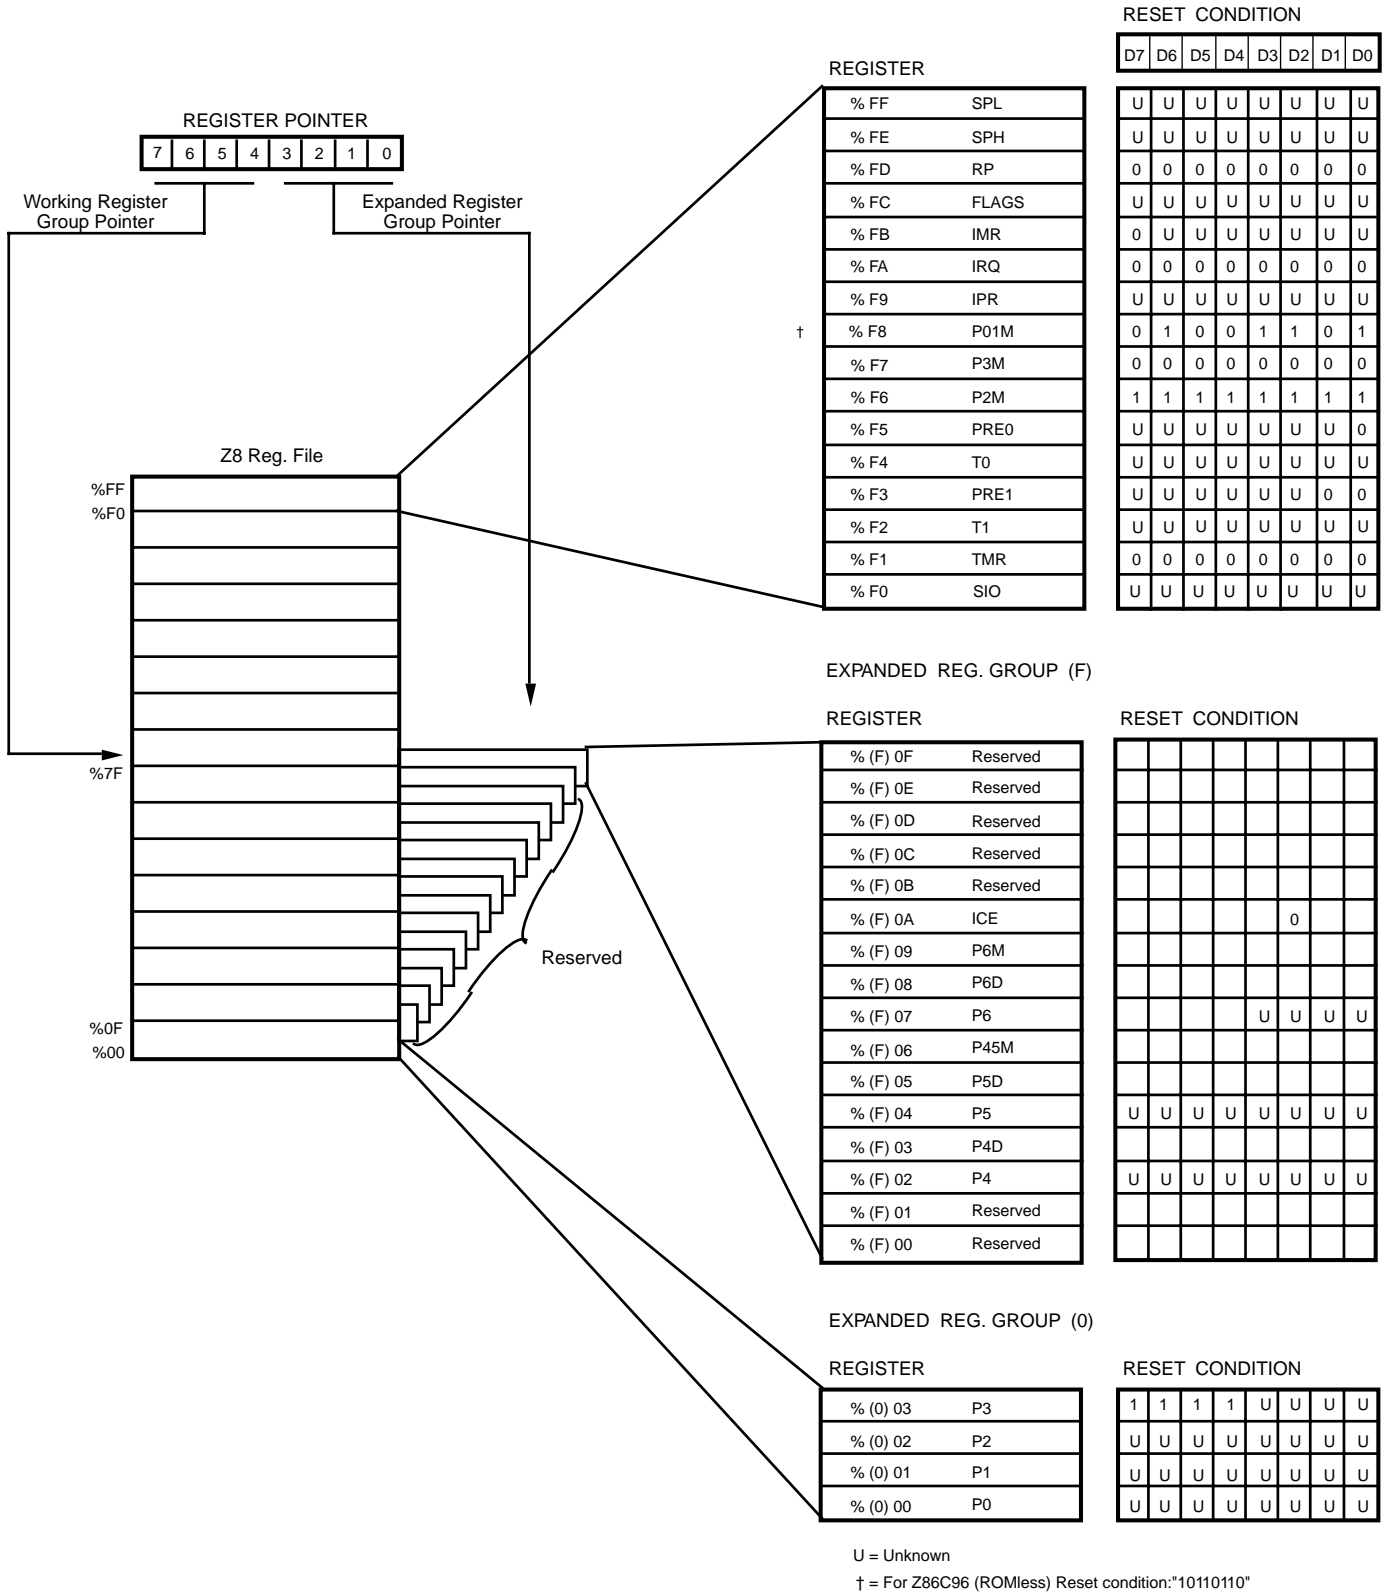 RESET CONDITION
D7 D6 D5 D4 D3 D2 D1 D0
REGISTER
% FF SPL U U U U U U U U
% FE SPH U U U U U U U U
% FD RP 0 0 0 0 0 0 0 0
% FC FLAGS U U U U U U U U
% FB IMR 0 U U U U U U U
% FA IRQ 0 0 0 0 0 0 0 0
% F9 IPR U U U U U U U U
† % F8 P01M 0 1 0 0 1 1 0 1
% F7 P3M 0 0 0 0 0 0 0 0
% F6 P2M 1 1 1 1 1 1 1 1
% F5 PRE0 U U U U U U U 0
% F4 T0 U U U U U U U U
% F3 PRE1 U U U U U U 0 0
% F2 T1 U U U U U U U U
% F1 TMR 0 0 0 0 0 0 0 0
% F0 SIO U U U U U U U U
REGISTER POINTER
7 6 5 4 3 2 1 0
Working Register
Group Pointer
Expanded Register
Group Pointer
Z8 Reg. File
%FF
%F0
%7F
%0F
%00
Reserved
EXPANDED REG. GROUP (F)
REGISTER RESET CONDITION
% (F) 0F Reserved
% (F) 0E Reserved
% (F) 0D Reserved
% (F) 0C Reserved
% (F) 0B Reserved
% (F) 0A ICE 0
% (F) 09 P6M
% (F) 08 P6D
% (F) 07 P6 U U U U
% (F) 06 P45M
% (F) 05 P5D
% (F) 04 P5 U U U U U U U U
% (F) 03 P4D
% (F) 02 P4 U U U U U U U U
% (F) 01 Reserved
% (F) 00 Reserved
EXPANDED REG. GROUP (0)
REGISTER RESET CONDITION
% (0) 03 P3 1 1 1 1 U U U U
% (0) 02 P2 U U U U U U U U
% (0) 01 P1 U U U U U U U U
% (0) 00 P0 U U U U U U U U
U = Unknown
† = For Z86C96 (ROMless) Reset condition:"10110110"